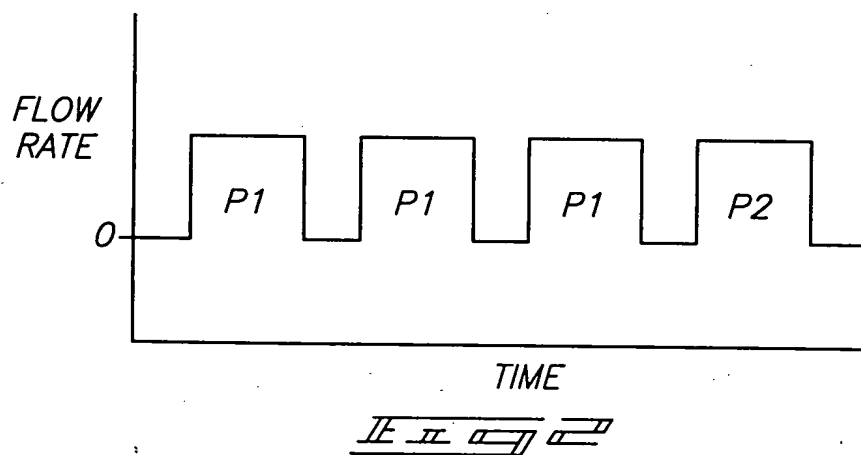 FLOW
RATE
P1 P1 P1 P2
0
TIME
Fig 2